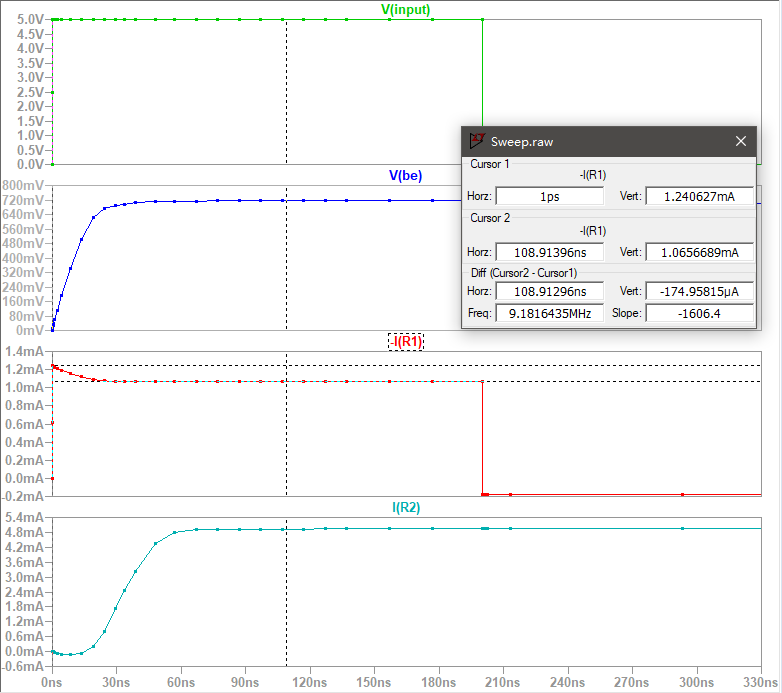 V(input)
5.0V
4.5V
4.0V
3.5V
3.0V
2.5V
2.0V
1.5V
1.0V
0.5V
0.0V
Sweep.raw
Cursor 1
-I(R1)
Horz: 1ps Vert: 1.240627mA
Cursor 2
-I(R1)
Horz: 108.91396ns Vert: 1.0656689mA
Diff (Cursor2 - Cursor1)
Horz: 108.91296ns Vert: -174.95815µA
Freq: 9.1816435MHz Slope: -1606.4
V(be)
800mV
720mV
640mV
560mV
480mV
400mV
320mV
240mV
160mV
80mV
0mV
-I(R1)
1.4mA
1.2mA
1.0mA
0.8mA
0.6mA
0.4mA
0.2mA
0.0mA
-0.2mA
I(R2)
5.4mA
4.8mA
4.2mA
3.6mA
3.0mA
2.4mA
1.8mA
1.2mA
0.6mA
0.0mA
-0.6mA
0ns 30ns 60ns 90ns 120ns 150ns 180ns 210ns 240ns 270ns 300ns 330ns